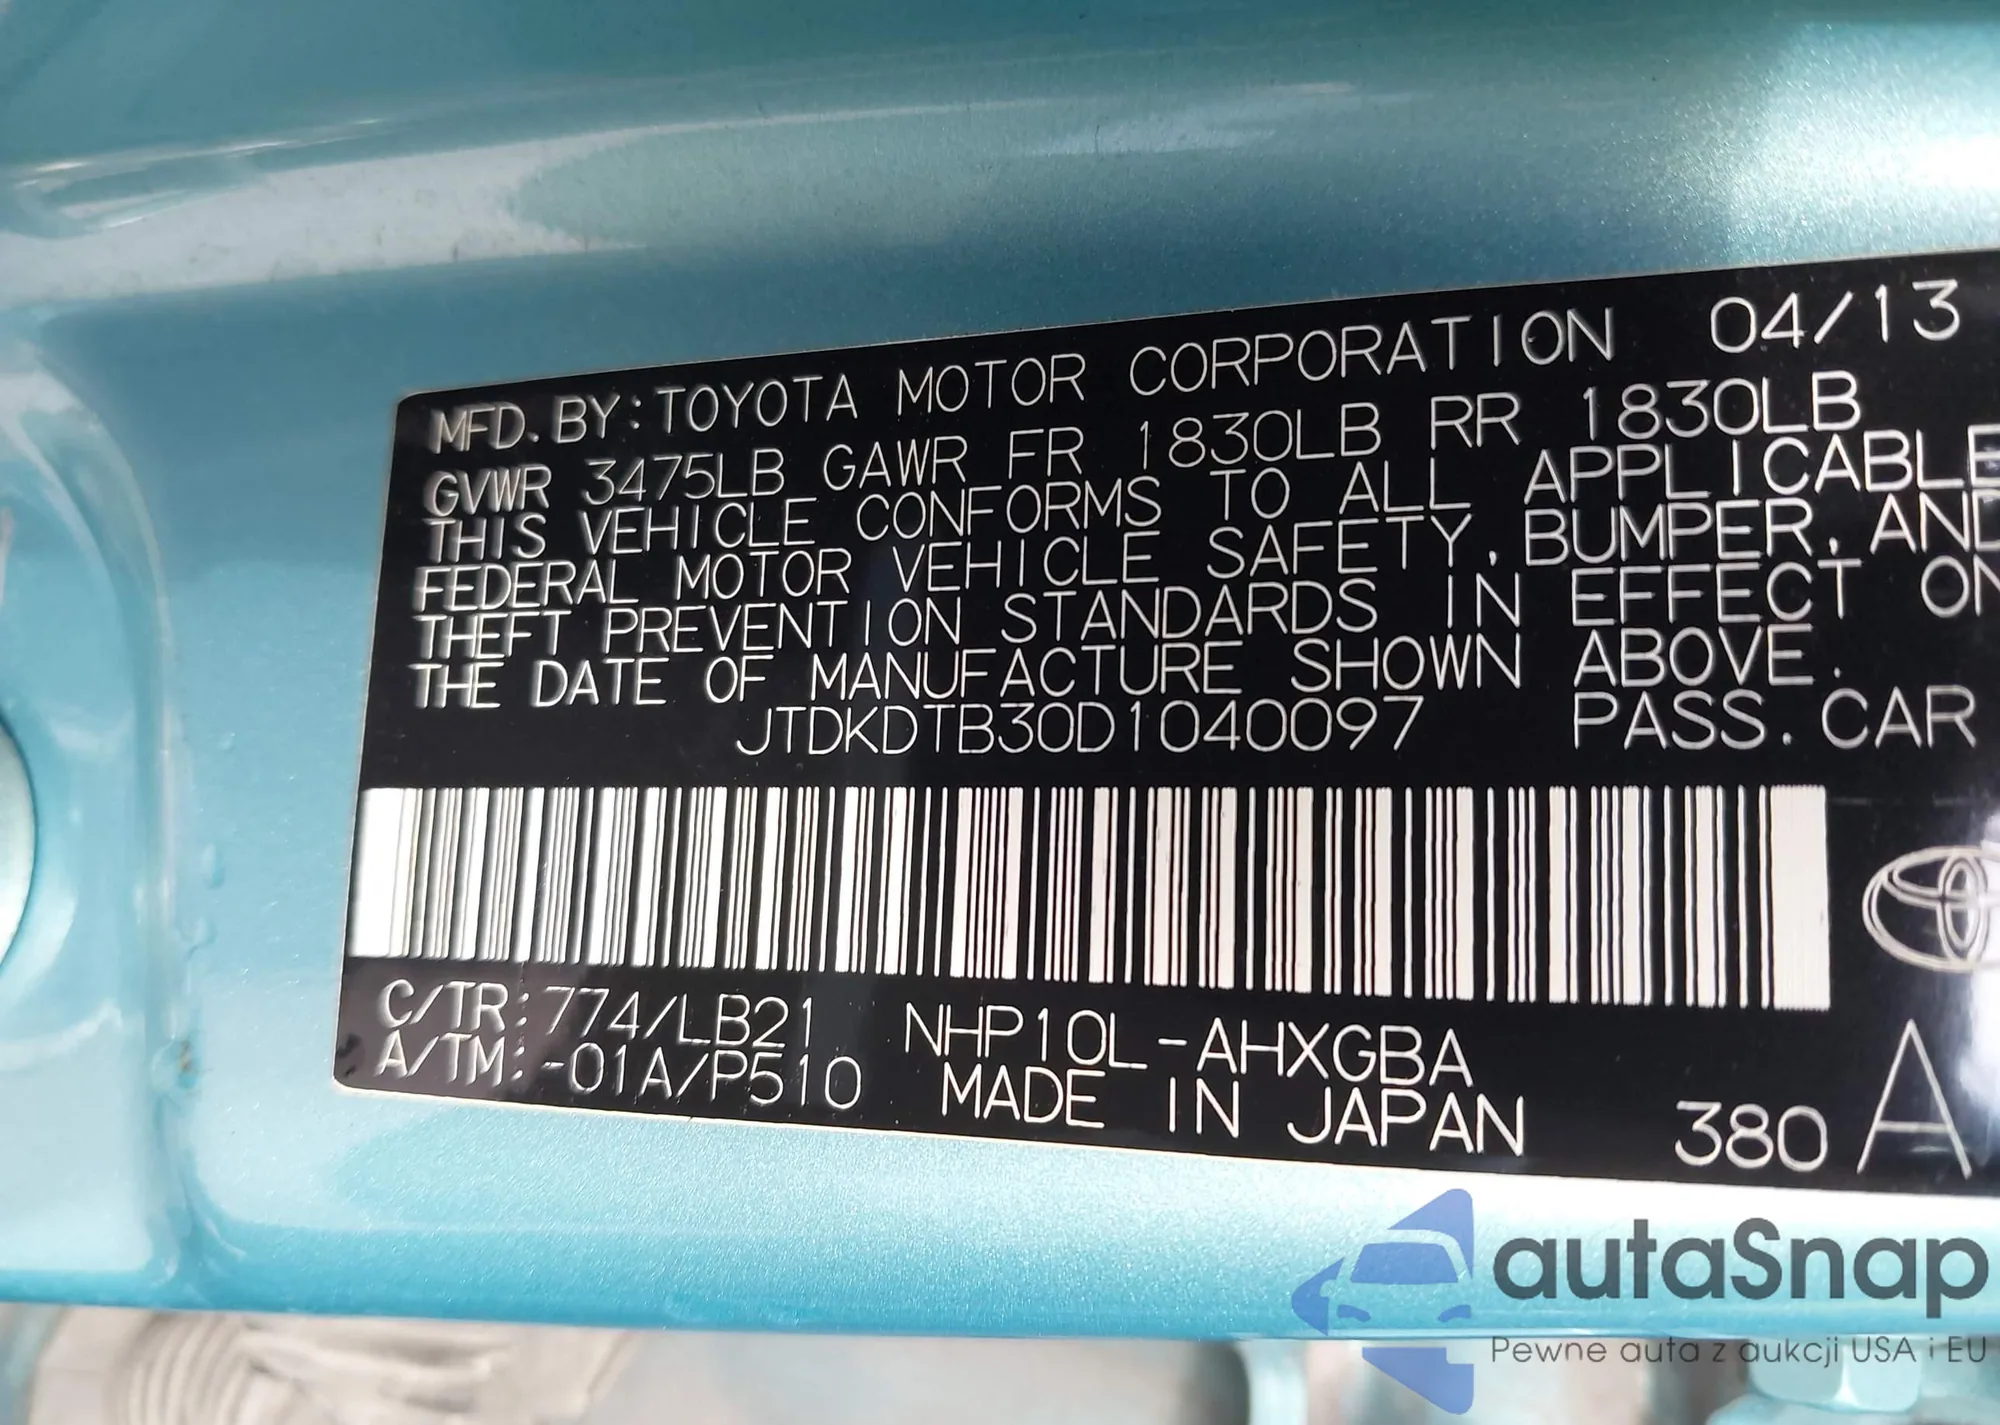 MFD. BY: TOYOTA MOTOR CORPORATION 04/13
GVWR 3475LB GAWR FR 1830LB RR 1830LB
THIS VEHICLE CONFORMS TO ALL APPLICABLE
FEDERAL MOTOR VEHICLE SAFETY, BUMPER, AND
THEFT PREVENTION STANDARDS IN EFFECT ON
THE DATE OF MANUFACTURE SHOWN ABOVE.
JTDKDTB30D1040097 PASS. CAR
C/TR: 774/LB21 NHP10L-AHXGBA
A/TM: -01A/P510 MADE IN JAPAN 380 A
autaSnap
Pewne auta z aukcji USA i EU